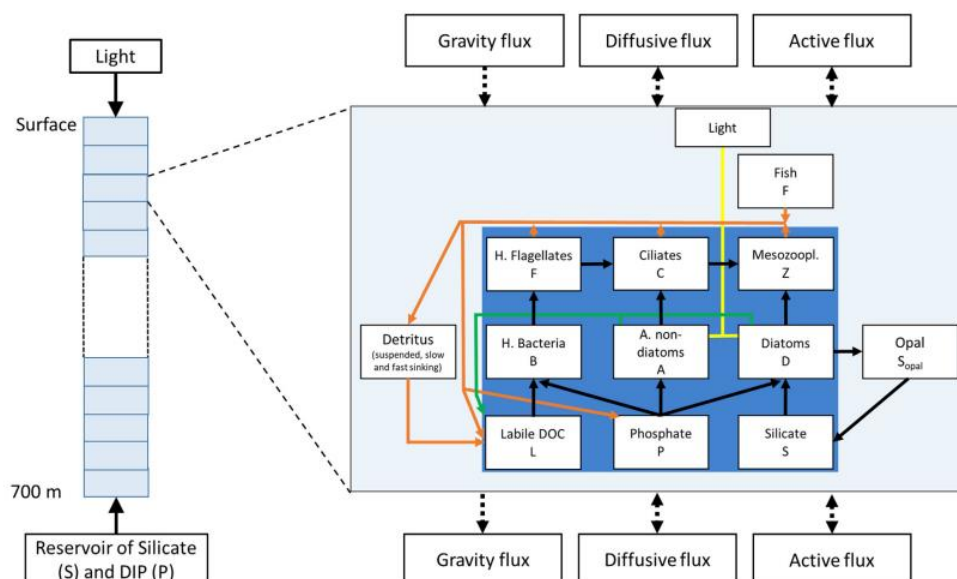 Light
Surface
700 m
Reservoir of Silicate
(S) and DIP (P)
Gravity flux
Diffusive flux
Active flux
Light
Fish
F
H. Flagellates
F
Ciliates
C
Mesozoopl.
Z
Detritus
(suspended, slow
and fast sinking)
H. Bacteria
B
A. non-
diatoms
A
Diatoms
D
Opal
Sopal
Labile DOC
L
Phosphate
P
Silicate
S
Gravity flux
Diffusive flux
Active flux